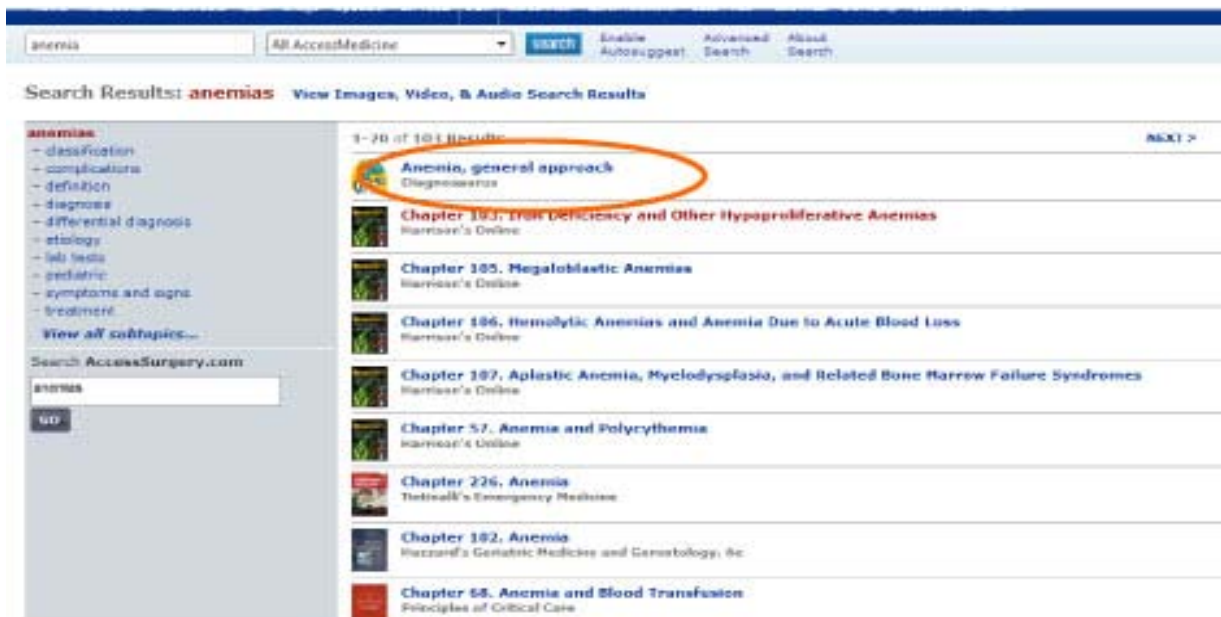 anemia
All AccessMedicine
search
Enable Autosuggest
Advanced Search
About Search
Search Results: anemias View Images, Video, & Audio Search Results
anemias
- classification
- complications
- definition
- diagnosis
- differential diagnosis
- etiology
- lab tests
- pediatric
- symptoms and signs
- treatment
View all subtopics...
Search AccessSurgery.com
anemias
GO
1-20 of 103 Results
NEXT >
Anemia, general approach
Diagnosaurus
Chapter 103. Iron Deficiency and Other Hypoproliferative Anemias
Harrison's Online
Chapter 105. Megaloblastic Anemias
Harrison's Online
Chapter 106. Hemolytic Anemias and Anemia Due to Acute Blood Loss
Harrison's Online
Chapter 107. Aplastic Anemia, Myelodysplasia, and Related Bone Marrow Failure Syndromes
Harrison's Online
Chapter 57. Anemia and Polycythemia
Harrison's Online
Chapter 226. Anemia
Tintinalli's Emergency Medicine
Chapter 102. Anemia
Hazzard's Geriatric Medicine and Gerontology, 6e
Chapter 68. Anemia and Blood Transfusion
Principles of Critical Care